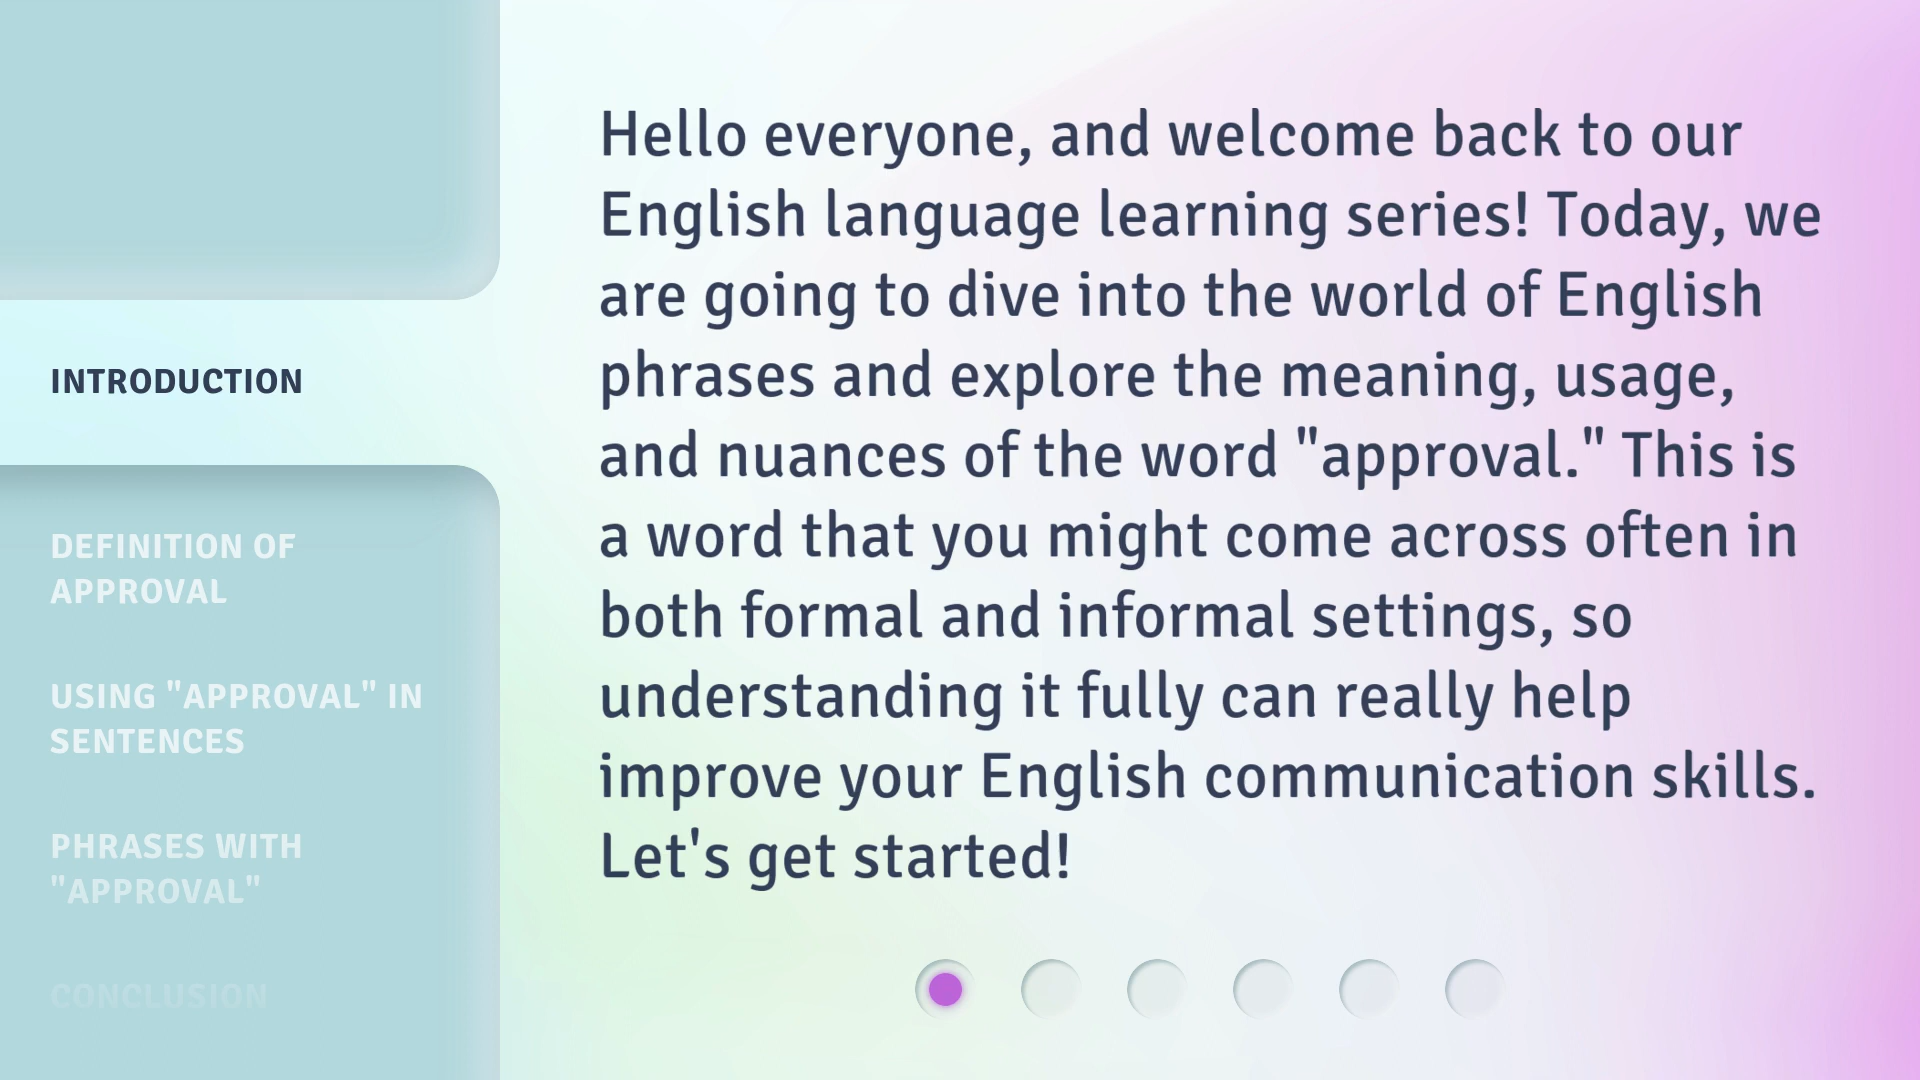 INTRODUCTION
DEFINITION OF
APPROVAL
USING "APPROVAL" IN
SENTENCES
PHRASES WITH
"APPROVAL"
CONCLUSION
Hello everyone, and welcome back to our
English language learning series! Today, we
are going to dive into the world of English
phrases and explore the meaning, usage,
and nuances of the word "approval." This is
a word that you might come across often in
both formal and informal settings, so
understanding it fully can really help
improve your English communication skills.
Let's get started!